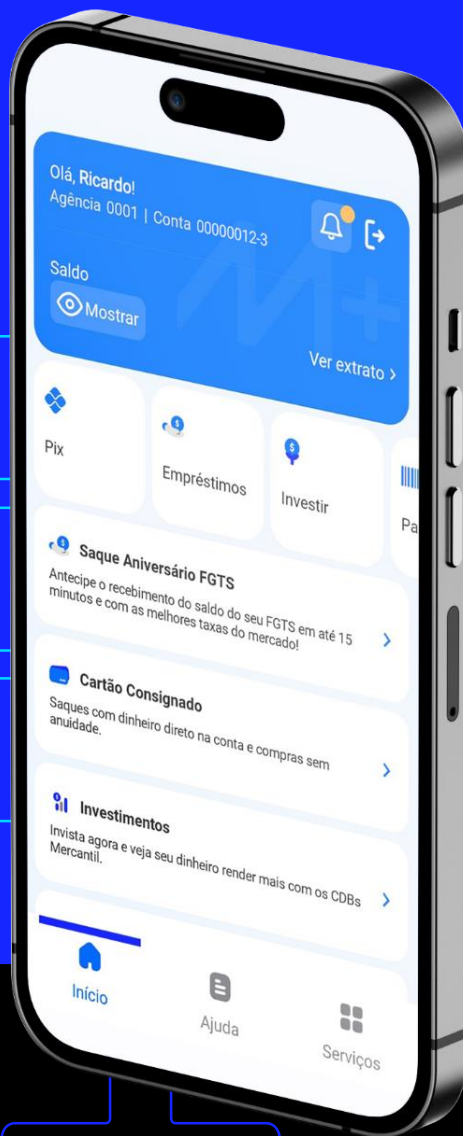 Olá, Ricardo!
Agência 0001 | Conta 00000012-3
Saldo
Mostrar
Ver extrato >
M+
Pix
Empréstimos
Investir
Pa
Saque Aniversário FGTS
Antecipe o recebimento do saldo do seu FGTS em até 15
minutos e com as melhores taxas do mercado!
Cartão Consignado
Saques com dinheiro direto na conta e compras sem
anuidade.
Investimentos
Invista agora e veja seu dinheiro render mais com os CDBs
Mercantil.
Início
Ajuda
Serviços